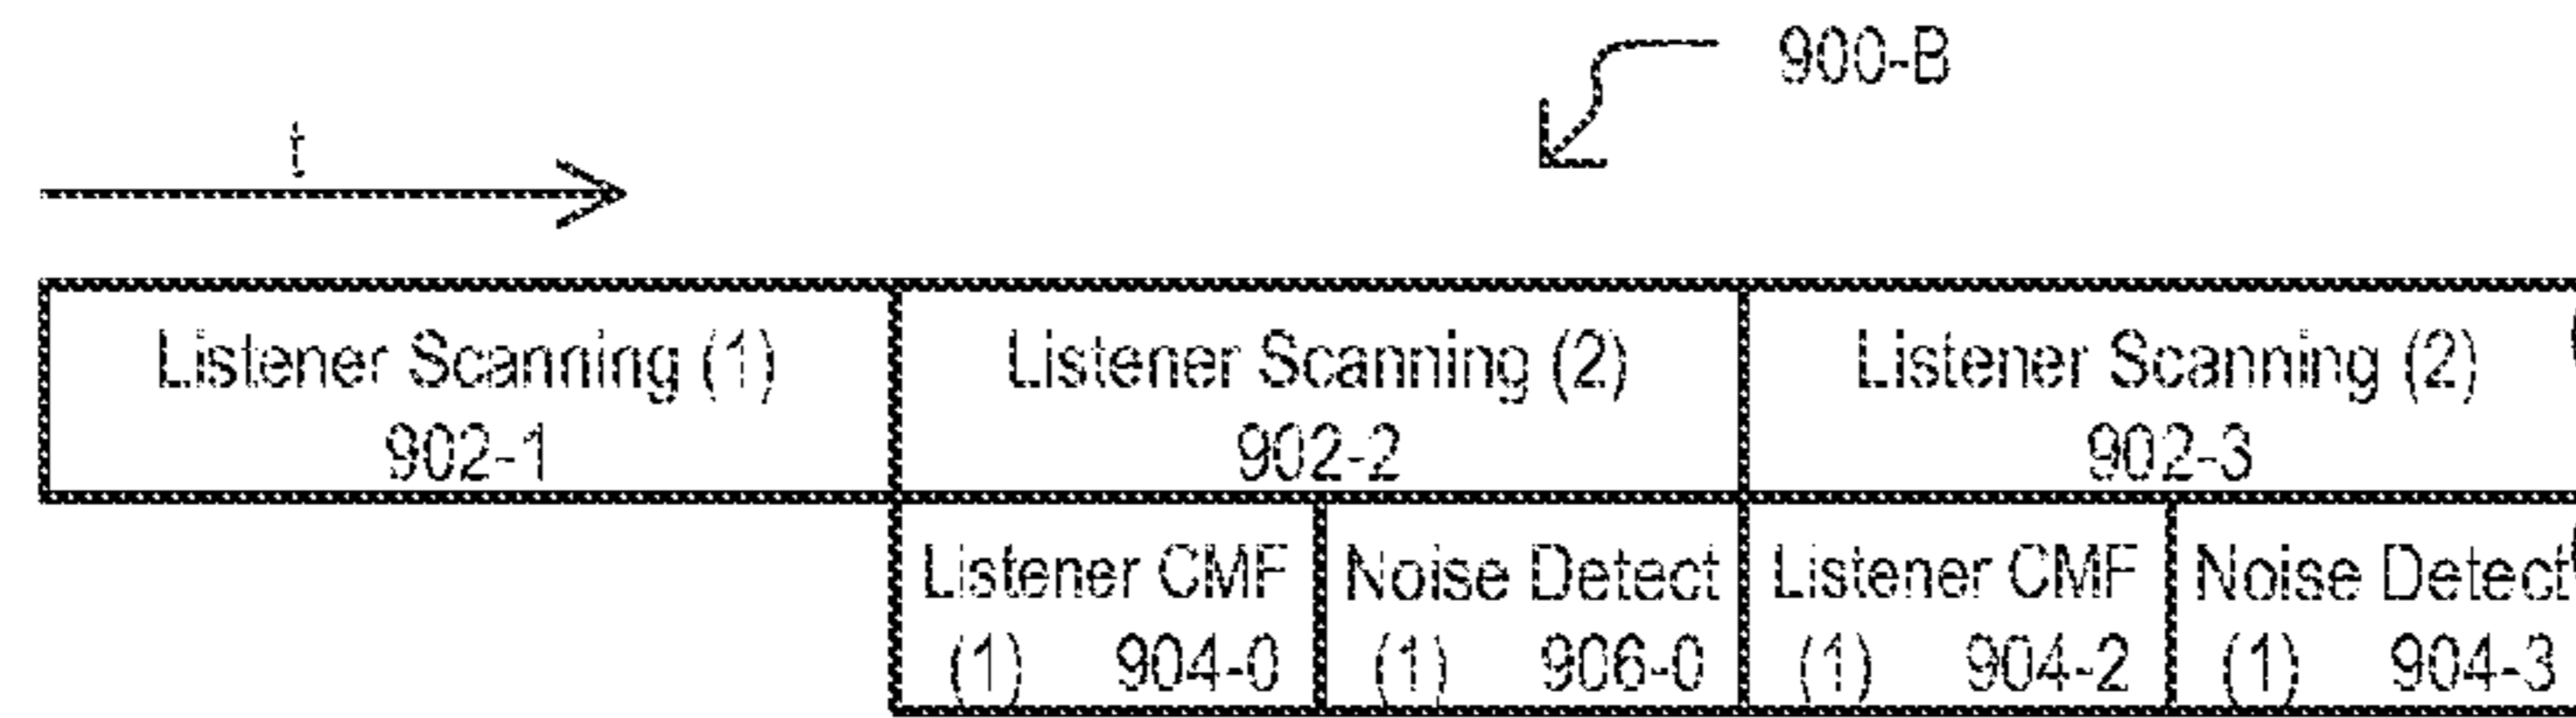 900-B
t
Listener Scanning (1)
902-1
Listener Scanning (2)
902-2
Listener Scanning (2)
902-3
Listener CMF
(1) 904-0
Noise Detect
(1) 906-0
Listener CMF
(1) 904-2
Noise Detect
(1) 904-3